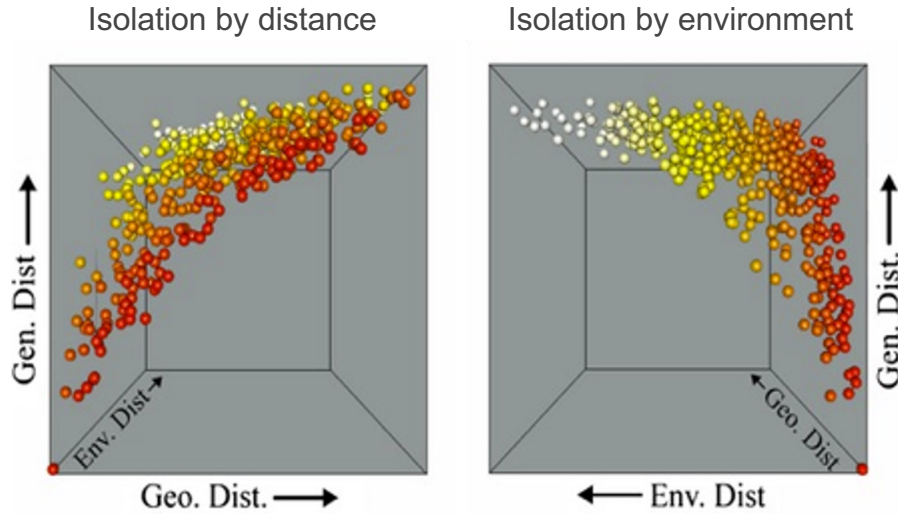 Isolation by distance
Isolation by environment
Gen. Dist
Env. Dist
Geo. Dist.
Gen. Dist.
Geo. Dist
Env. Dist